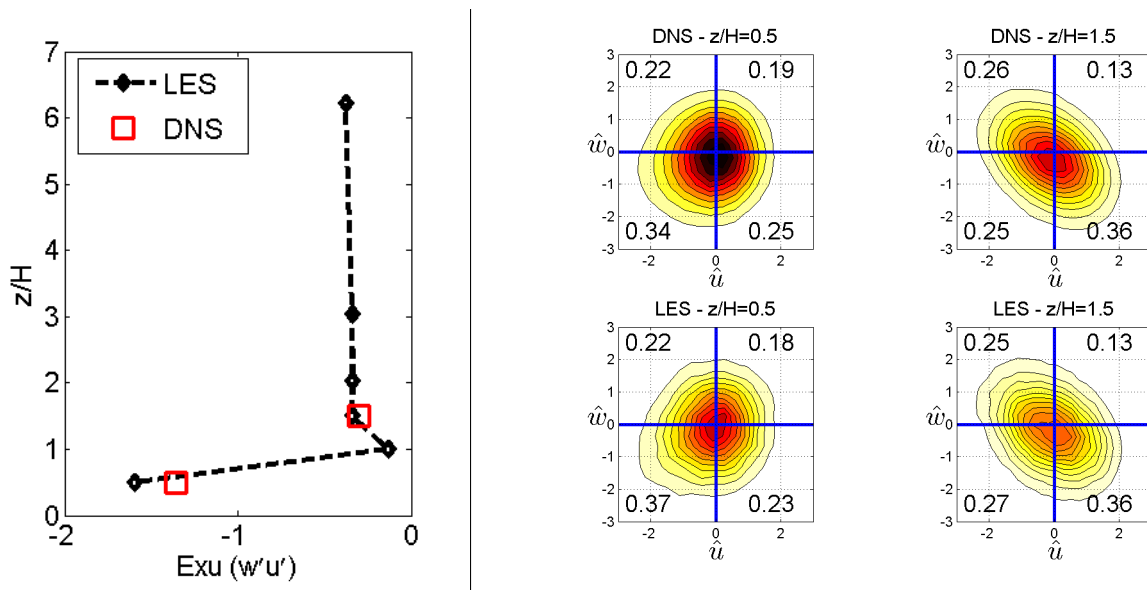 7
6
5
4
3
2
1
0
z/H
LES
DNS
-2 -1 0
Exu (w'u')
DNS - z/H=0.5
3
2
1
ŵ 0
-1
-2
-3
0.22 0.19
0.34 0.25
-2 0 2
û
DNS - z/H=1.5
3
2
1
ŵ 0
-1
-2
-3
0.26 0.13
0.25 0.36
-2 0 2
û
LES - z/H=0.5
3
2
1
ŵ 0
-1
-2
-3
0.22 0.18
0.37 0.23
-2 0 2
û
LES - z/H=1.5
3
2
1
ŵ 0
-1
-2
-3
0.25 0.13
0.27 0.36
-2 0 2
û